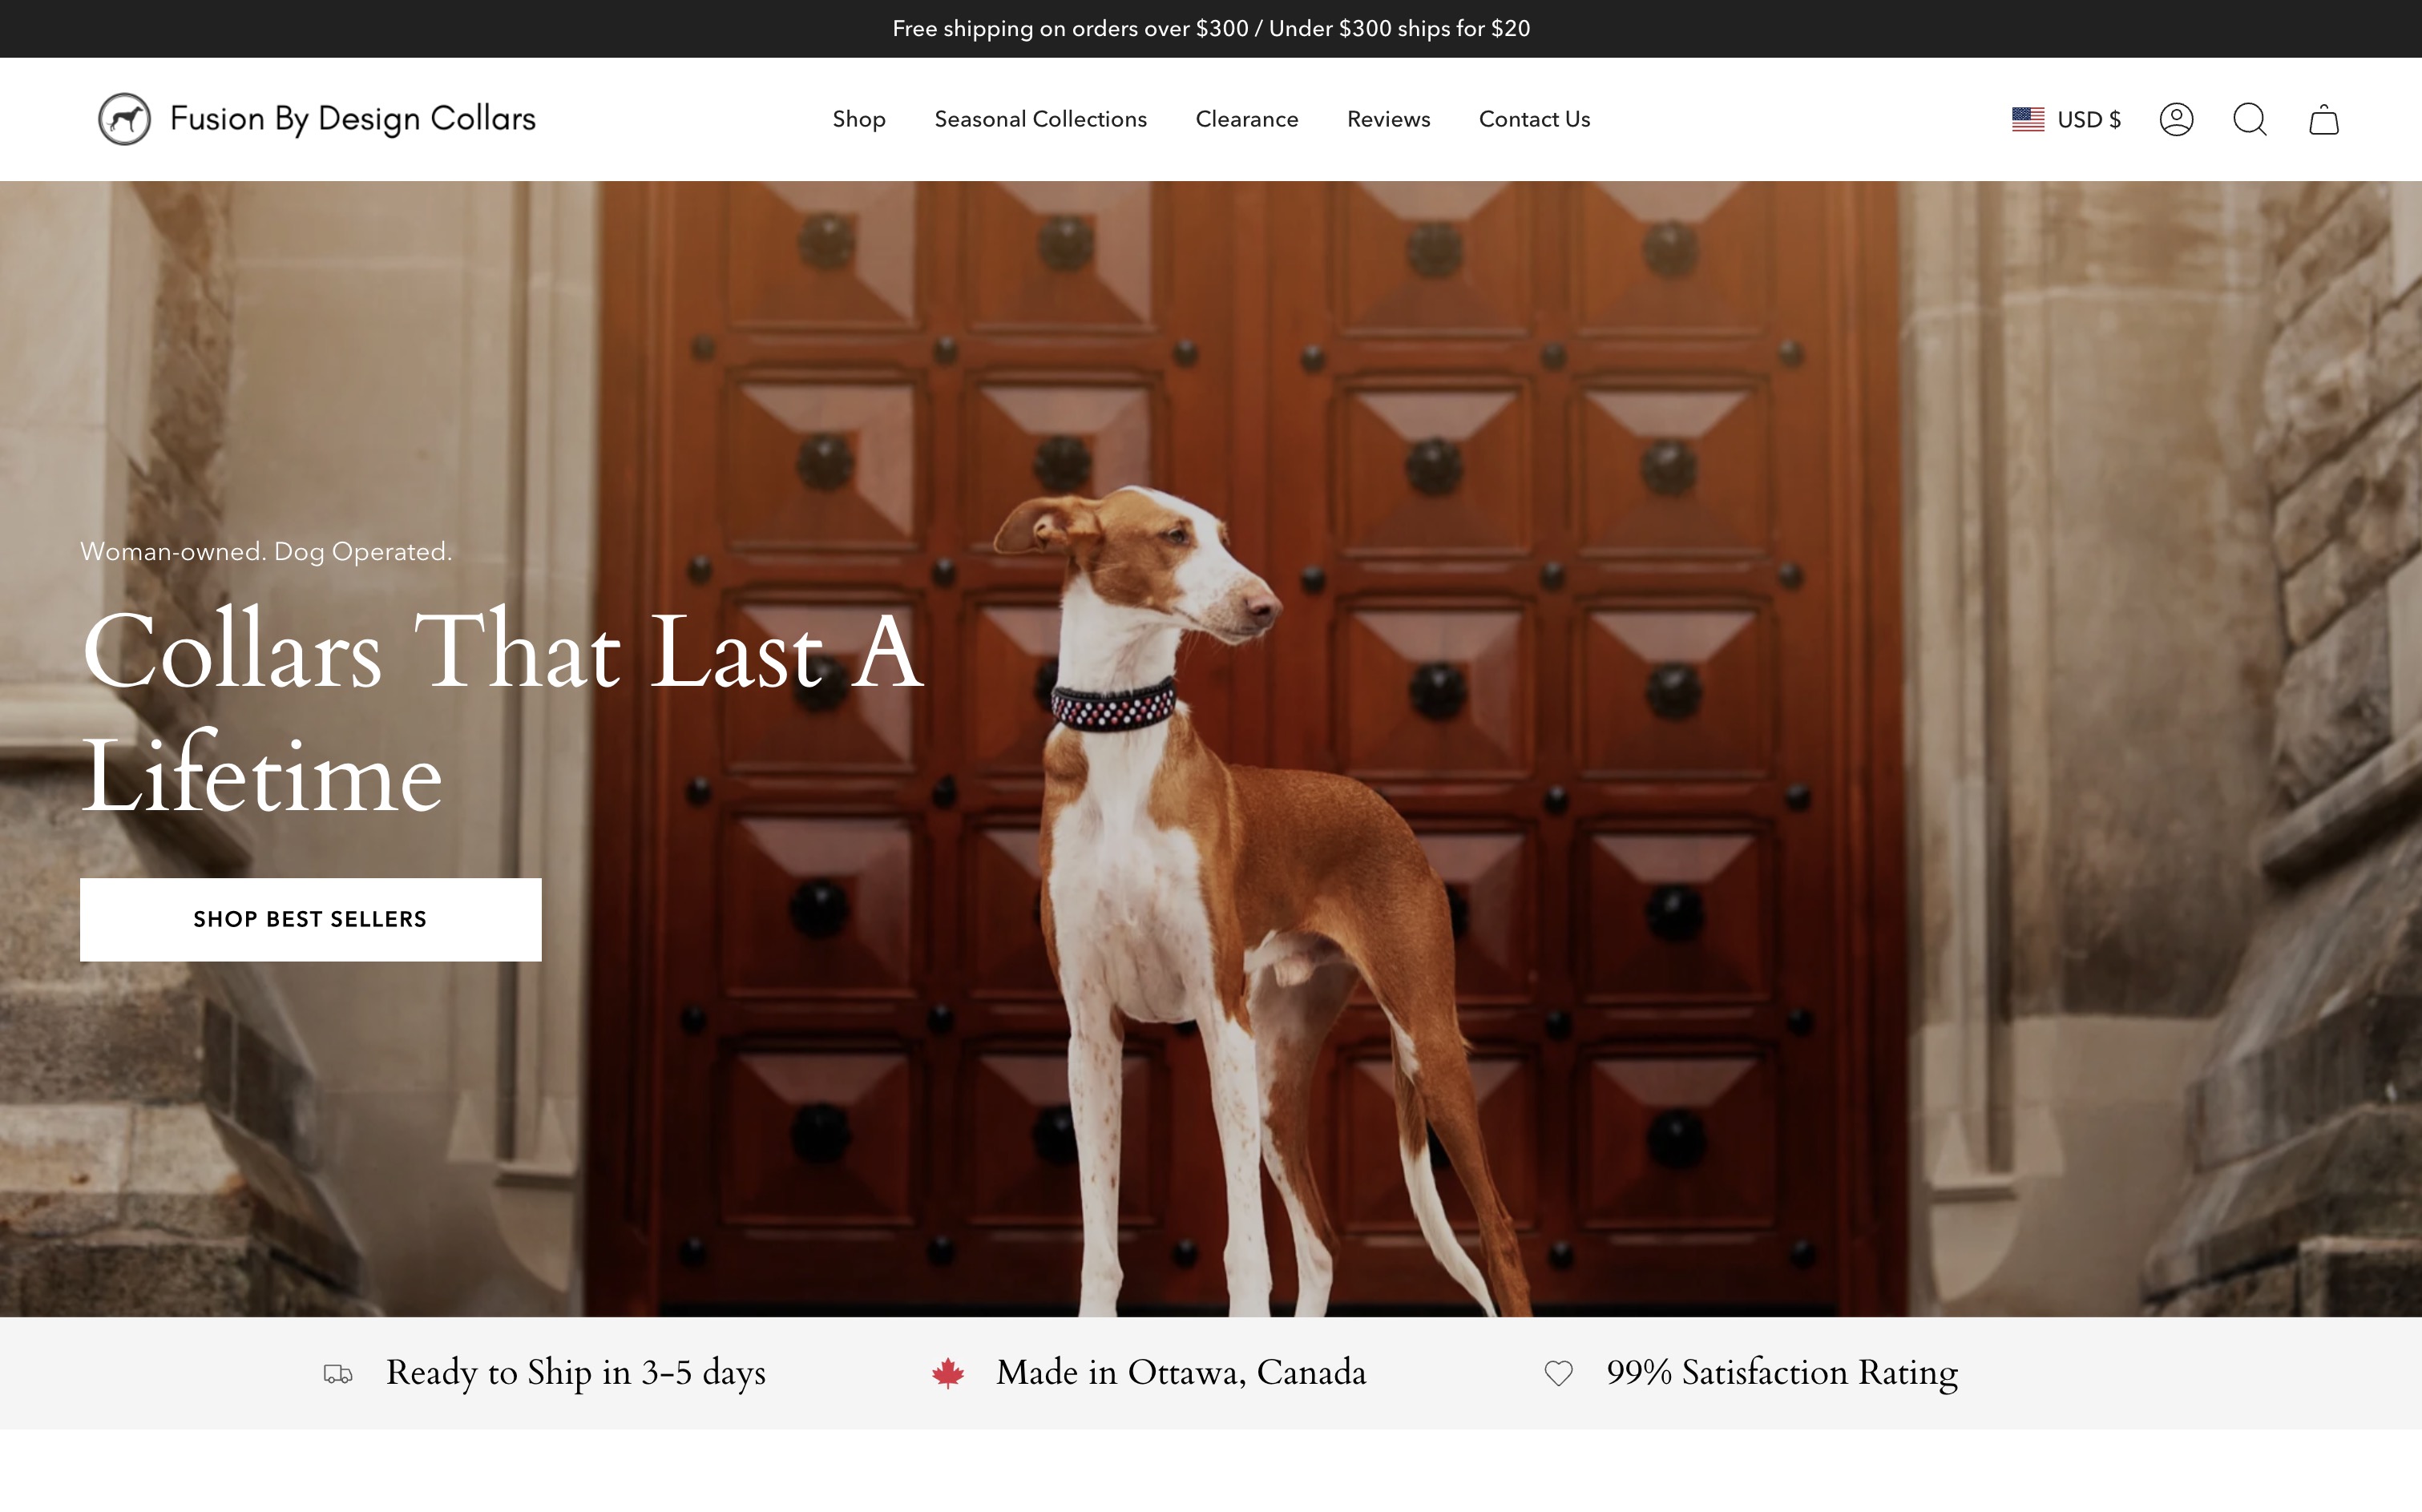 Free shipping on orders over $300 / Under $300 ships for $20
Fusion By Design Collars
Shop
Seasonal Collections
Clearance
Reviews
Contact Us
USD $
Woman-owned. Dog Operated.
Collars That Last A
Lifetime
SHOP BEST SELLERS
Ready to Ship in 3-5 days
Made in Ottawa, Canada
99% Satisfaction Rating